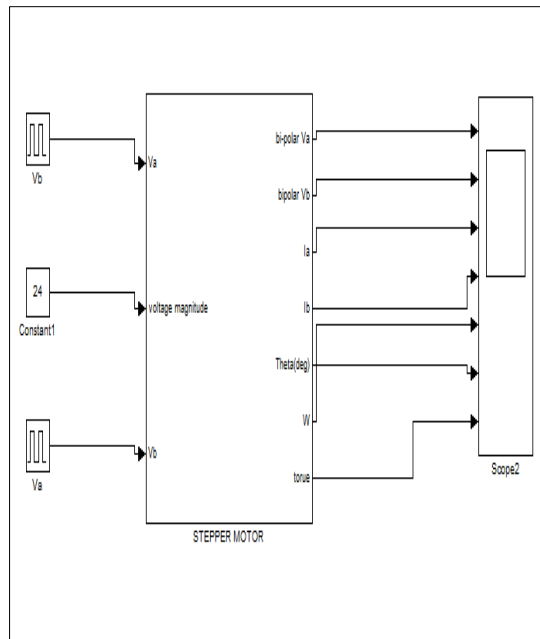 Vb
24
Constant1
Va
Va
voltage magnitude
Vb
bi-polar Va
bipolar Vb
Ia
Ib
Theta(deg)
W
torue
STEPPER MOTOR
Scope2